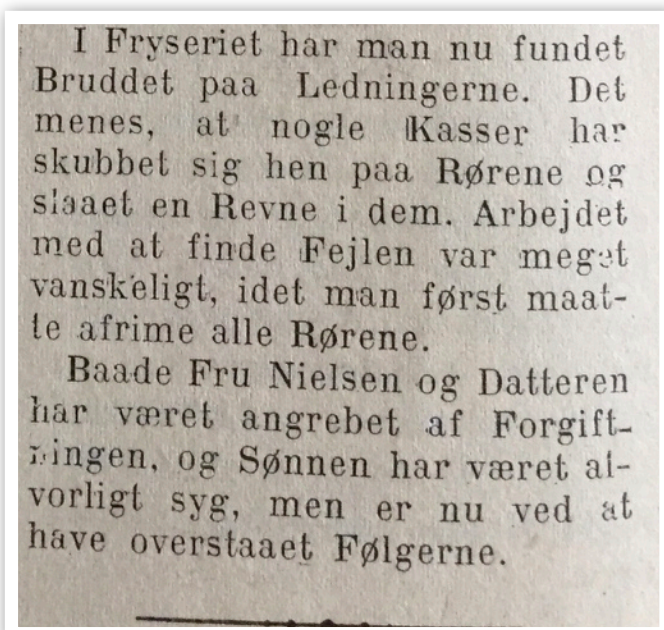 I Fryseriet har man nu fundet
Bruddet paa Ledningerne. Det
menes, at nogle Kasser har
skubbet sig hen paa Rørene og
slaaet en Revne i dem. Arbejdet
med at finde Fejlen var meget
vanskeligt, idet man først maat-
te afrime alle Rørene.
Baade Fru Nielsen og Datteren
har været angrebet af Forgift-
ningen, og Sønnen har været al-
vorligt syg, men er nu ved at
have overstaaet Følgerne.